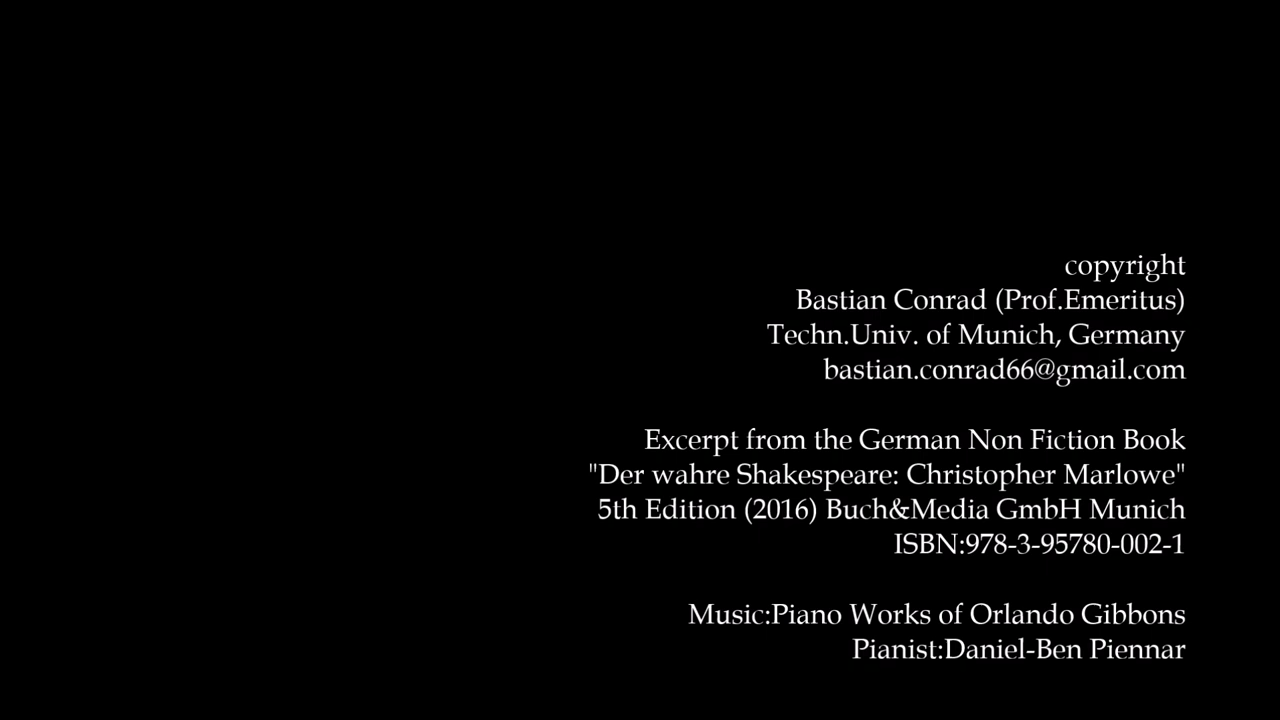 copyright
Bastian Conrad (Prof.Emeritus)
Techn.Univ. of Munich, Germany
bastian.conrad66@gmail.com
Excerpt from the German Non Fiction Book
"Der wahre Shakespeare: Christopher Marlowe"
5th Edition (2016) Buch&Media GmbH Munich
ISBN:978-3-95780-002-1
Music:Piano Works of Orlando Gibbons
Pianist:Daniel-Ben Piennar